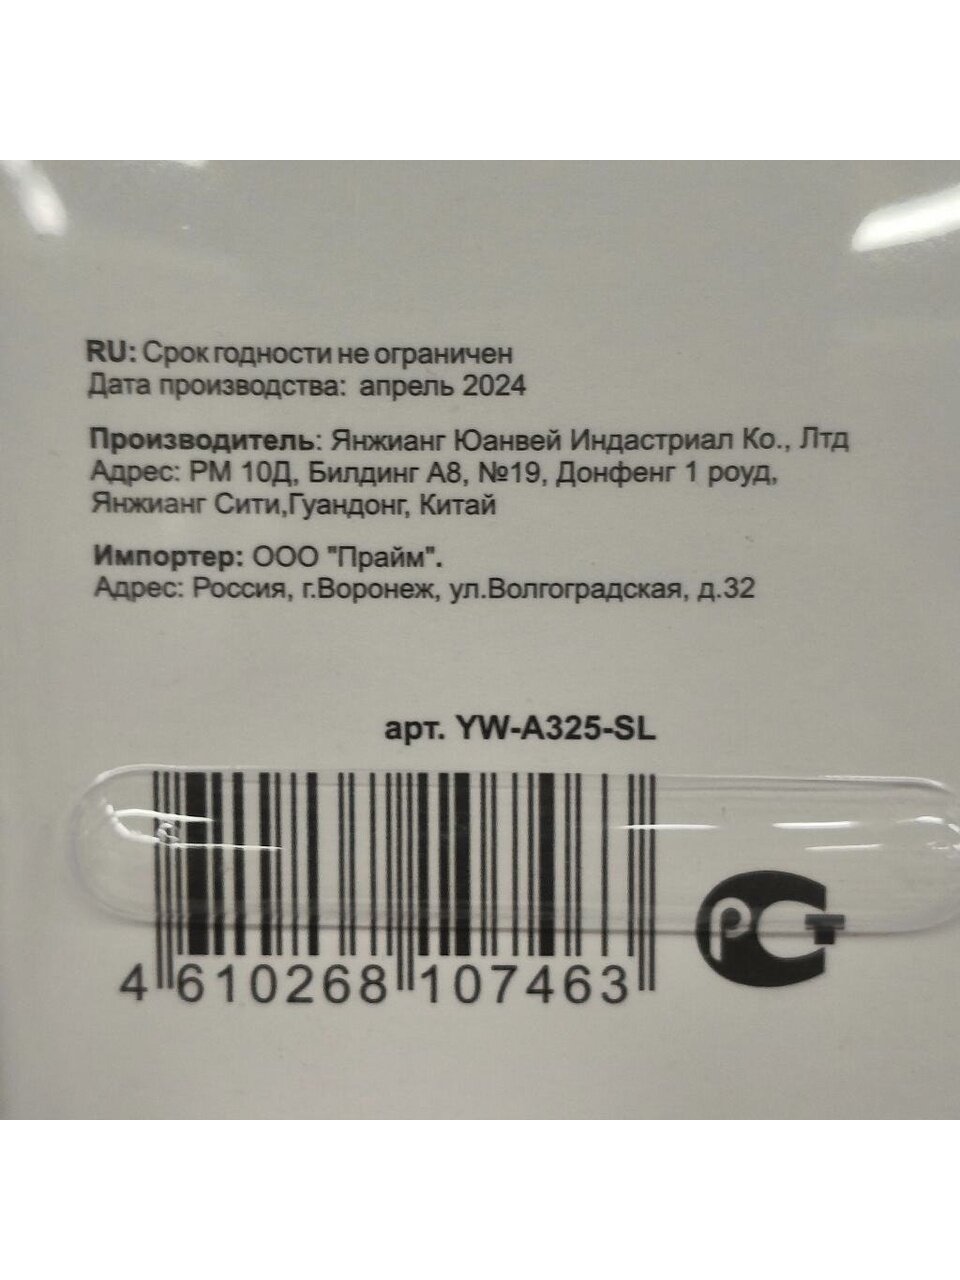 RU: Срок годности не ограничен
Дата производства: апрель 2024
Производитель: Янжианг Юанвей Индастриал Ко., Лтд
Адрес: РМ 10Д, Билдинг А8, №19, Донфенг 1 роуд,
Янжианг Сити,Гуандонг, Китай
Импортер: ООО "Прайм".
Адрес: Россия, г.Воронеж, ул.Волгоградская, д.32
арт. YW-A325-SL
4 610268 107463
РСТ